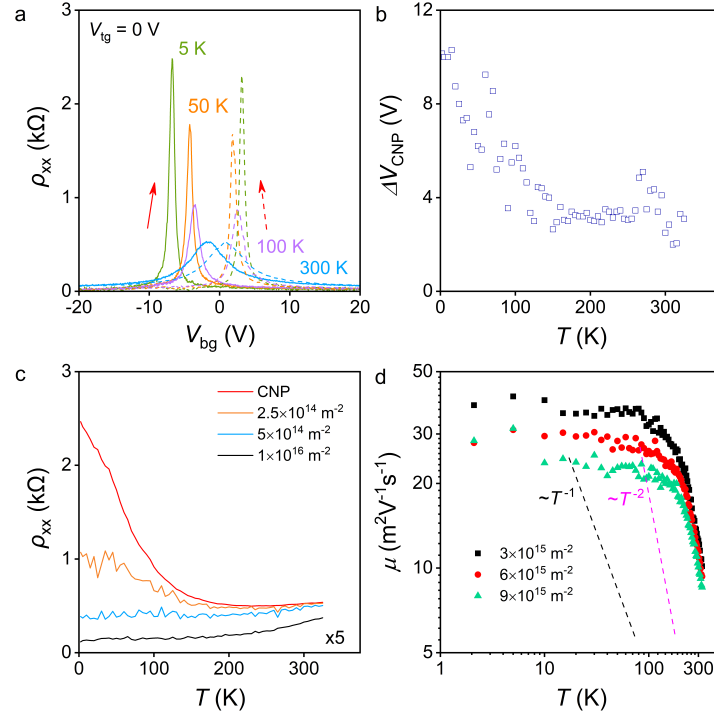 a
V_tg = 0 V
5 K
50 K
100 K
300 K
3
2
1
0
ρ_xx (kΩ)
-20 -10 0 10 20
V_bg (V)
b
12
8
4
0
ΔV_CNP (V)
0 100 200 300 400
T (K)
c
CNP
2.5×10^14 m^-2
5×10^14 m^-2
1×10^16 m^-2
3
2
1
0
ρ_xx (kΩ)
x5
0 100 200 300
T (K)
d
50
40
30
20
10
5
μ (m²V^-1s^-1)
~T^-1
~T^-2
3×10^15 m^-2
6×10^15 m^-2
9×10^15 m^-2
1 10 100 300
T (K)